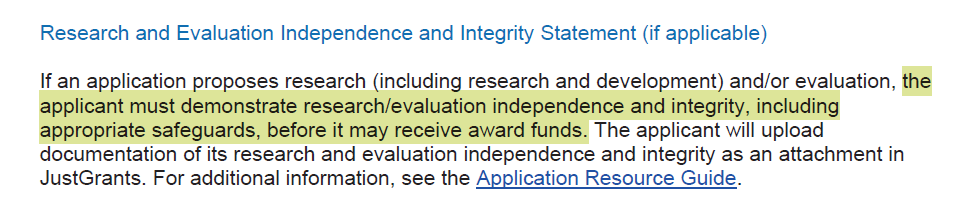 Research and Evaluation Independence and Integrity Statement (if applicable)
If an application proposes research (including research and development) and/or evaluation, the
applicant must demonstrate research/evaluation independence and integrity, including
appropriate safeguards, before it may receive award funds. The applicant will upload
documentation of its research and evaluation independence and integrity as an attachment in
JustGrants. For additional information, see the Application Resource Guide.